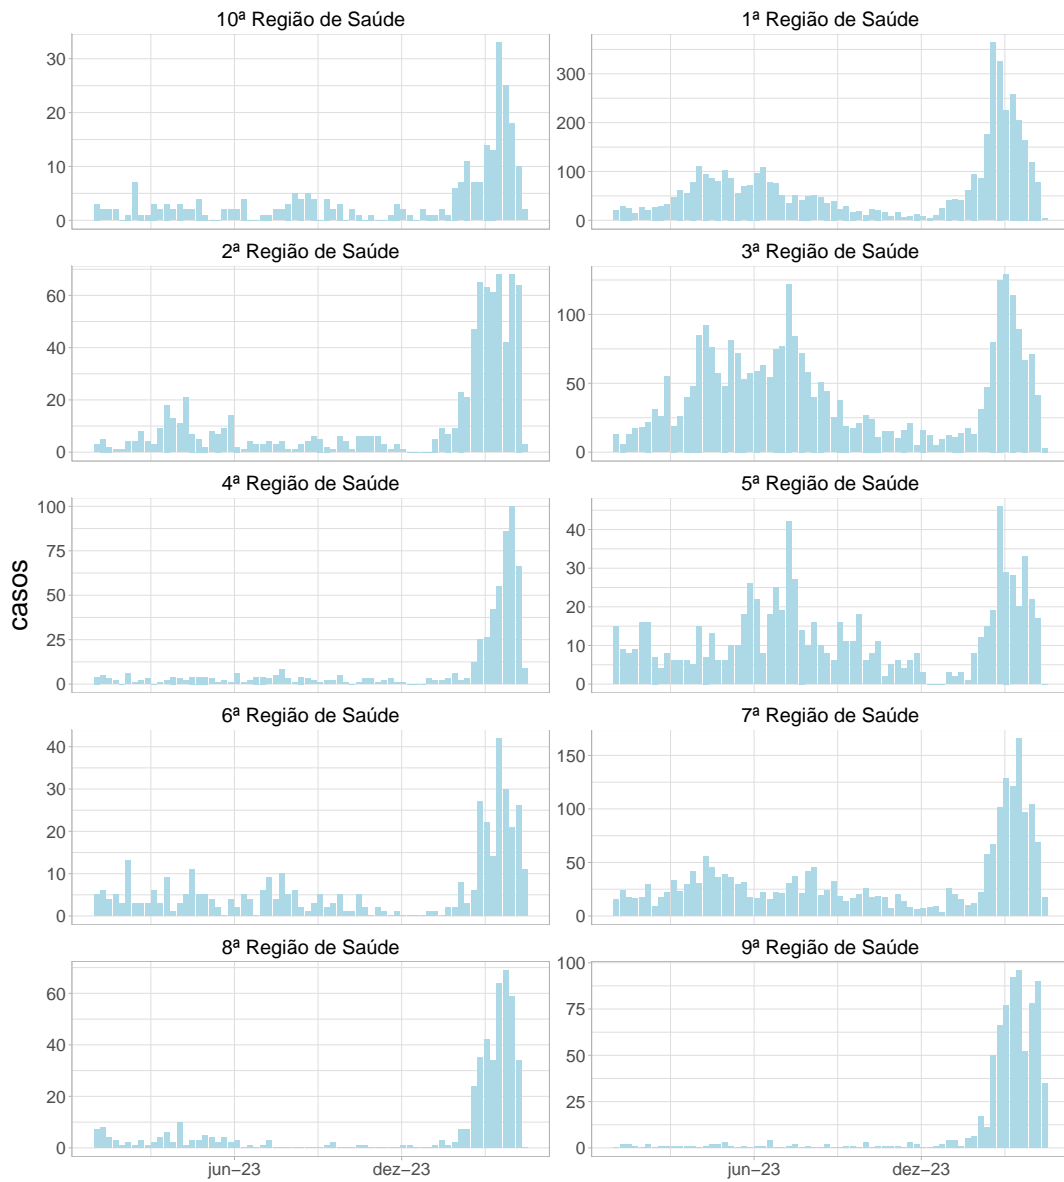 10ª Região de Saúde
1ª Região de Saúde
30
20
10
0
300
200
100
0
2ª Região de Saúde
3ª Região de Saúde
60
40
20
0
100
50
0
4ª Região de Saúde
5ª Região de Saúde
100
75
50
25
0
40
30
20
10
0
casos
6ª Região de Saúde
7ª Região de Saúde
40
30
20
10
0
150
100
50
0
8ª Região de Saúde
9ª Região de Saúde
60
40
20
0
100
75
50
25
0
jun−23
dez−23
jun−23
dez−23